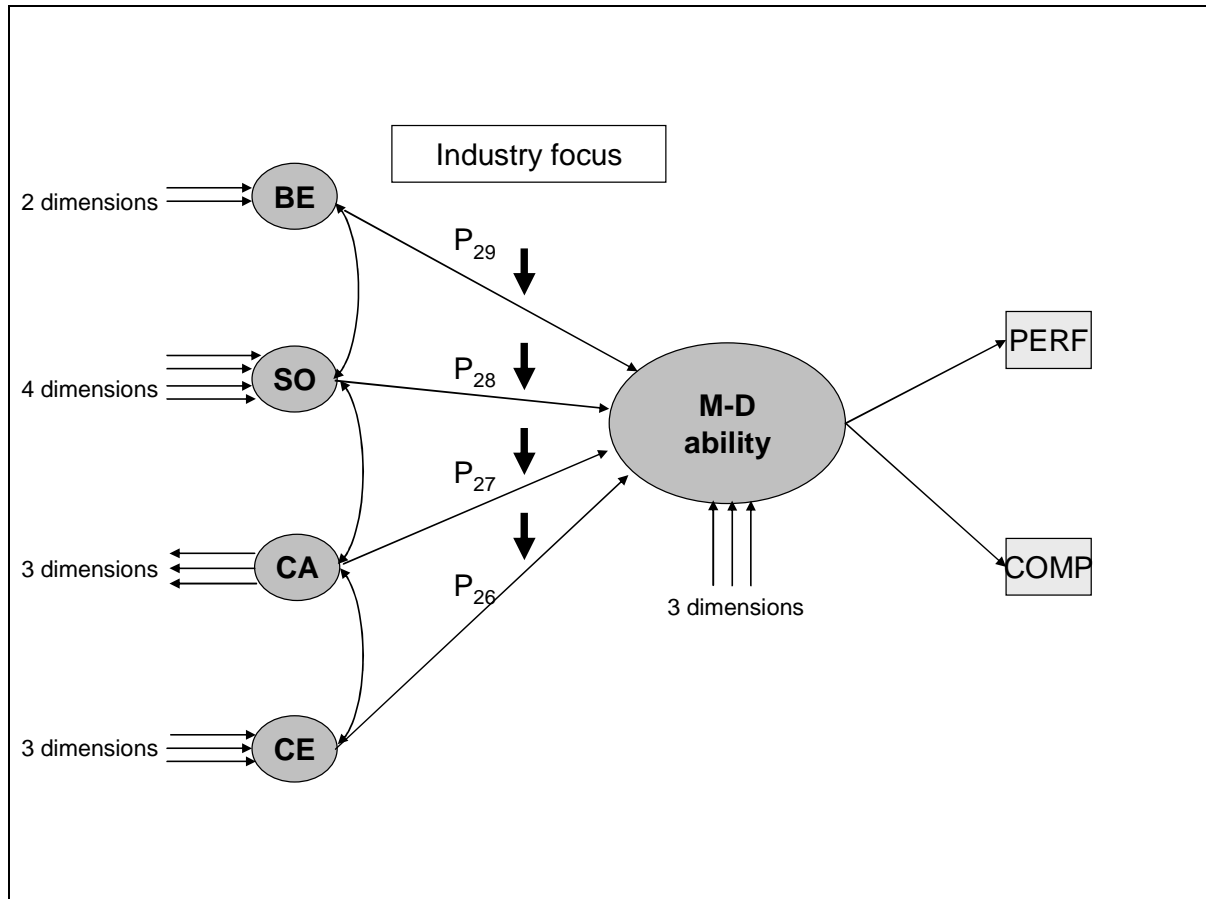 Industry focus
BE
2 dimensions
P29
PERF
P28
SO
4 dimensions
M-D
ability
P27
CA
3 dimensions
COMP
P26
3 dimensions
CE
3 dimensions